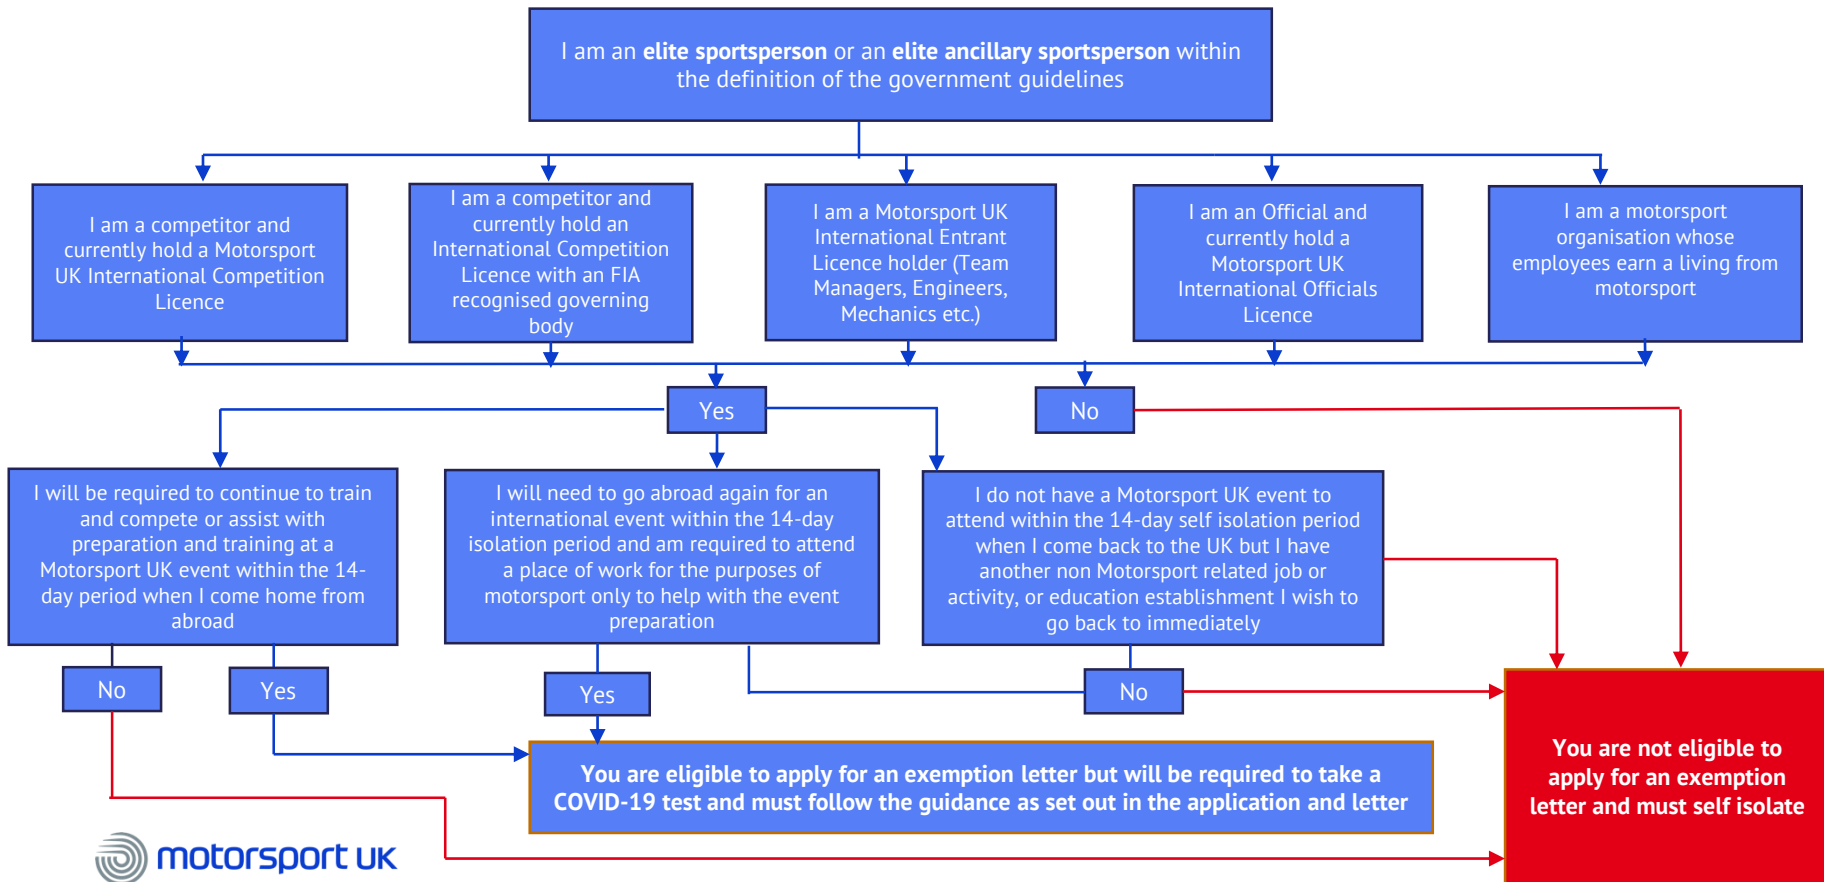 I am an elite sportsperson or an elite ancillary sportsperson within
the definition of the government guidelines
I am a competitor and
currently hold a Motorsport
UK International Competition
Licence
I am a competitor and
currently hold an
International Competition
Licence with an FIA
recognised governing
body
I am a Motorsport UK
International Entrant
Licence holder (Team
Managers, Engineers,
Mechanics etc.)
I am an Official and
currently hold a
Motorsport UK
International Officials
Licence
I am a motorsport
organisation whose
employees earn a living from
motorsport
Yes
No
I will be required to continue to train
and compete or assist with
preparation and training at a
Motorsport UK event within the 14-
day period when I come home from
abroad
I will need to go abroad again for an
international event within the 14-day
isolation period and am required to attend
a place of work for the purposes of
motorsport only to help with the event
preparation
I do not have a Motorsport UK event to
attend within the 14-day self isolation period
when I come back to the UK but I have
another non Motorsport related job or
activity, or education establishment I wish to
go back to immediately
No
Yes
Yes
No
You are eligible to apply for an exemption letter but will be required to take a
COVID-19 test and must follow the guidance as set out in the application and letter
You are not eligible to
apply for an exemption
letter and must self isolate
motorsport UK